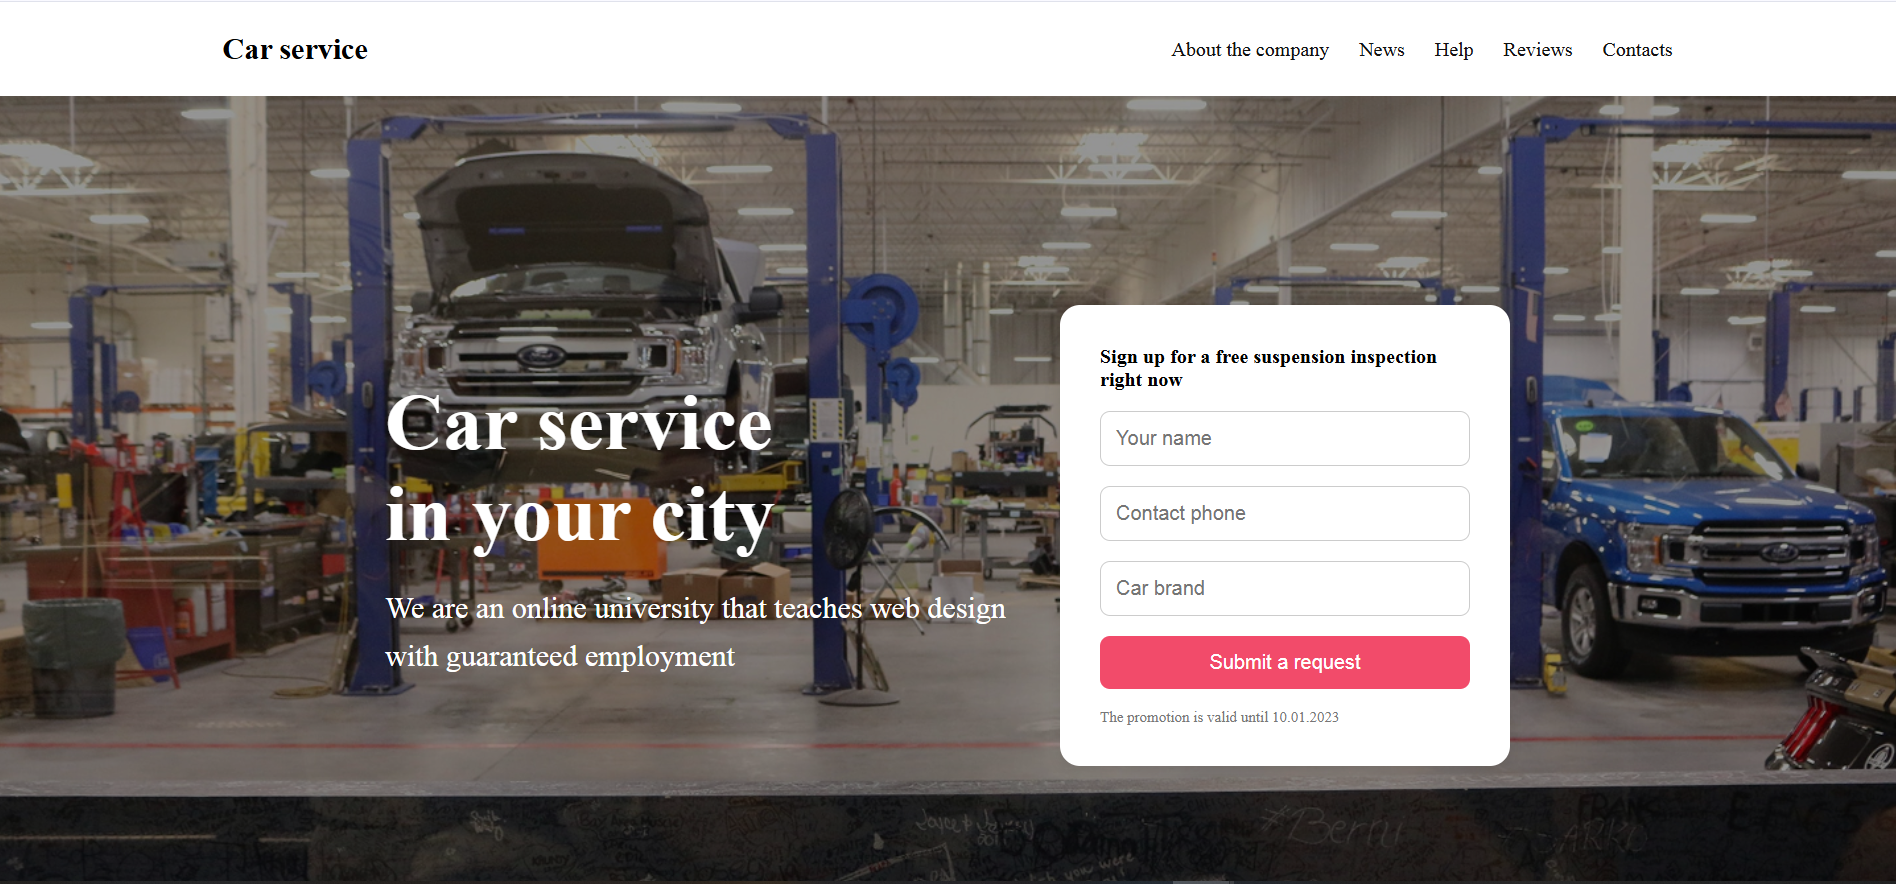 Car service
About the company News Help Reviews Contacts
Car service
in your city
We are an online university that teaches web design
with guaranteed employment
Sign up for a free suspension inspection
right now
Your name
Contact phone
Car brand
Submit a request
The promotion is valid until 10.01.2023
#Berru